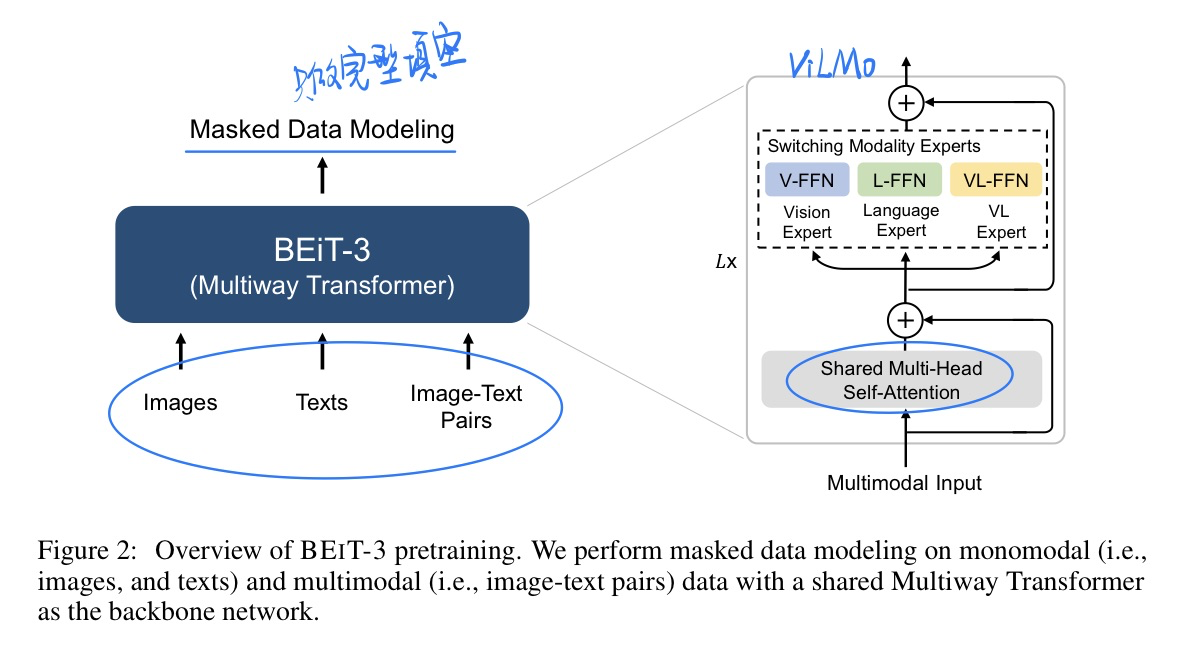 只做完型填空
Masked Data Modeling
BEiT-3
(Multiway Transformer)
Images
Texts
Image-Text
Pairs
ViLMo
Switching Modality Experts
V-FFN L-FFN VL-FFN
Vision
Expert
Language
Expert
VL
Expert
Lx
Shared Multi-Head
Self-Attention
Multimodal Input
Figure 2: Overview of BEIT-3 pretraining. We perform masked data modeling on monomodal (i.e.,
images, and texts) and multimodal (i.e., image-text pairs) data with a shared Multiway Transformer
as the backbone network.